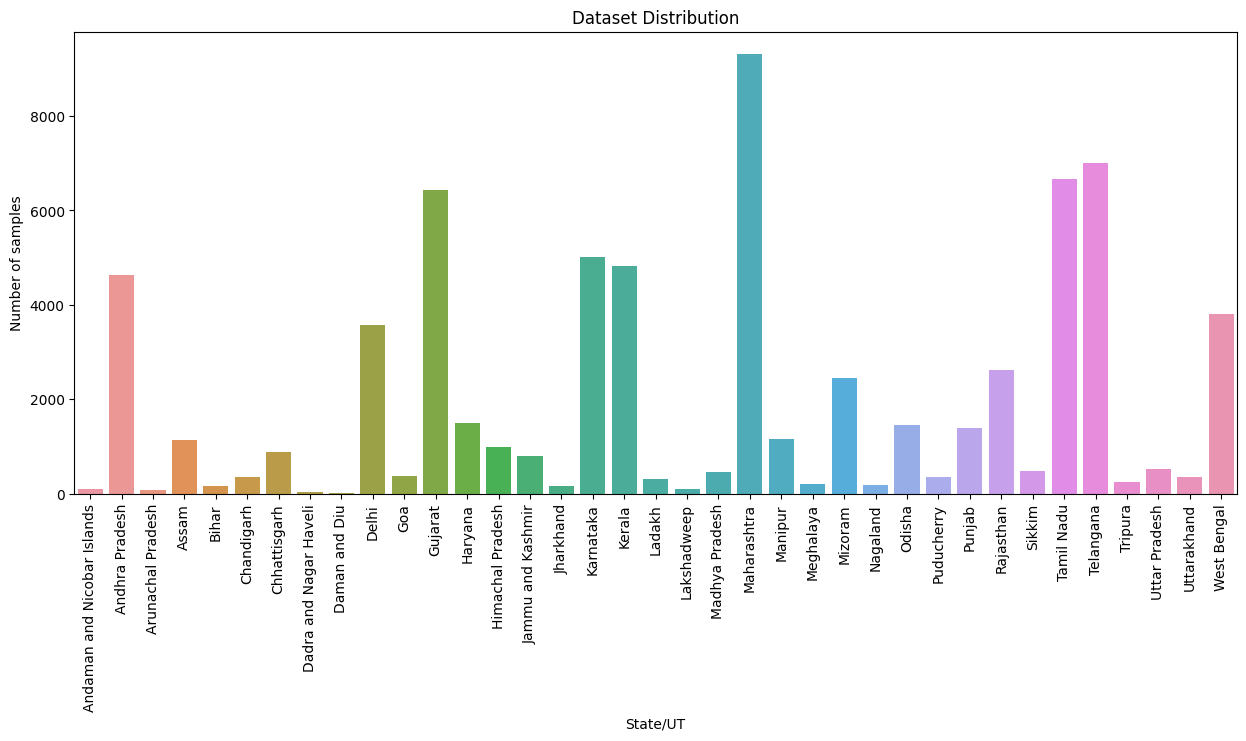 Dataset Distribution
Number of samples
8000
6000
4000
2000
0
Andaman and Nicobar Islands
Andhra Pradesh
Arunachal Pradesh
Assam
Bihar
Chandigarh
Chhattisgarh
Dadra and Nagar Haveli
Daman and Diu
Delhi
Goa
Gujarat
Haryana
Himachal Pradesh
Jammu and Kashmir
Jharkhand
Karnataka
Kerala
Ladakh
Lakshadweep
Madhya Pradesh
Maharashtra
Manipur
Meghalaya
Mizoram
Nagaland
Odisha
Puducherry
Punjab
Rajasthan
Sikkim
Tamil Nadu
Telangana
Tripura
Uttar Pradesh
Uttarakhand
West Bengal
State/UT